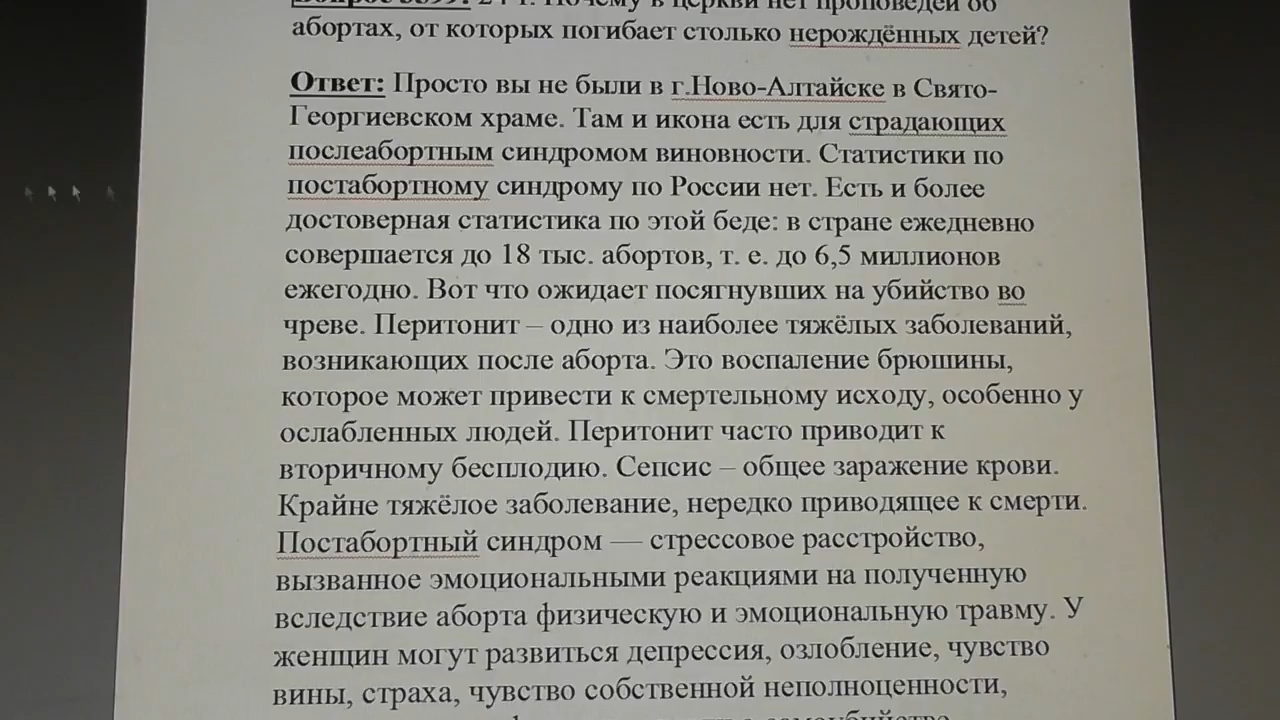 нет проповедей об
абортах, от которых погибает столько нерождённых детей?
Ответ: Просто вы не были в г.Ново-Алтайске в Свято-
Георгиевском храме. Там и икона есть для страдающих
послеабортным синдромом виновности. Статистики по
постабортному синдрому по России нет. Есть и более
достоверная статистика по этой беде: в стране ежедневно
совершается до 18 тыс. абортов, т. е. до 6,5 миллионов
ежегодно. Вот что ожидает посягнувших на убийство во
чреве. Перитонит – одно из наиболее тяжёлых заболеваний,
возникающих после аборта. Это воспаление брюшины,
которое может привести к смертельному исходу, особенно у
ослабленных людей. Перитонит часто приводит к
вторичному бесплодию. Сепсис – общее заражение крови.
Крайне тяжёлое заболевание, нередко приводящее к смерти.
Постабортный синдром — стрессовое расстройство,
вызванное эмоциональными реакциями на полученную
вследствие аборта физическую и эмоциональную травму. У
женщин могут развиться депрессия, озлобление, чувство
вины, страха, чувство собственной неполноценности,